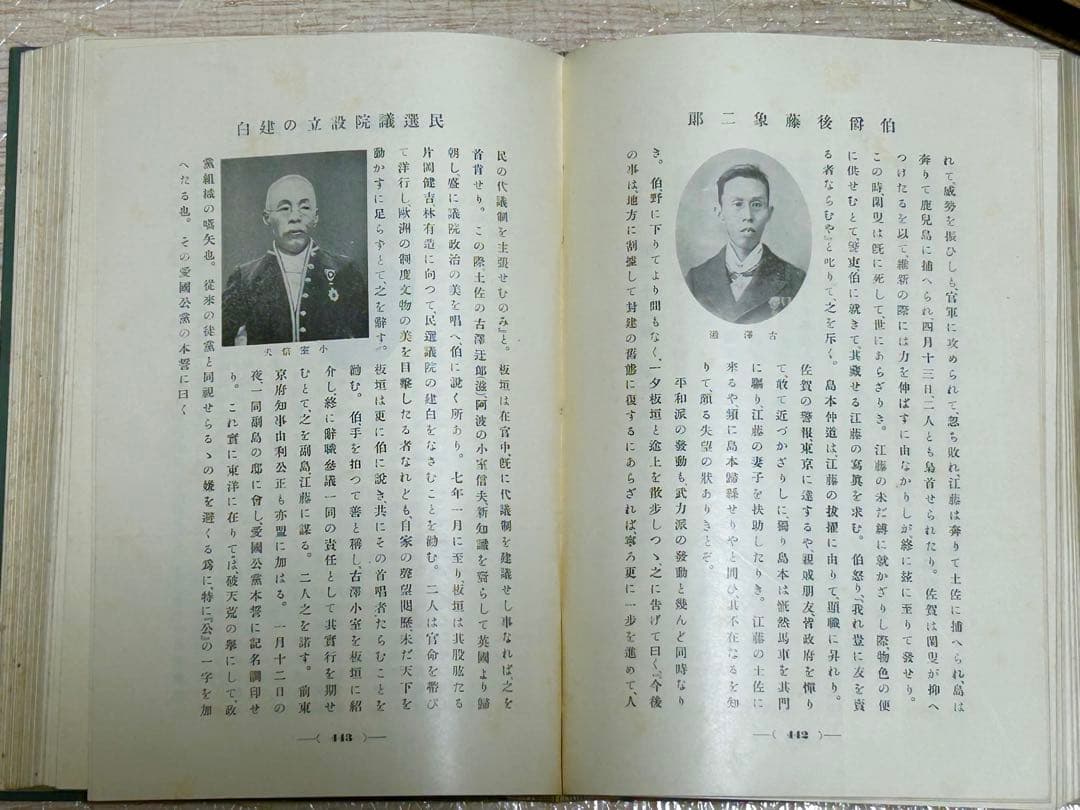 伯爵後藤象二郎
れて、威勢を振ひしも、官軍に攻められて、忽ち敗れ、江藤は奔りて土佐に捕へられ、島は
奔りて鹿兒島に捕へられ、四月十三日二人とも梟首せられたり。佐賀は閑叟が抑へ
つけたるを以て、維新の際には力を伸ばすに由なかりしが、終に玆に至りて發せり。
この時、閑叟は旣に死して、世にあらざりき。江藤の未だ縛に就かざりし際、物色の便
に供せむとて、警吏、伯に就きて、其藏せる江藤の寫眞を求む。伯怒り、『我れ豈に友を賣
る者ならむや』と叱りて、之を斥く。島本仲道は、江藤の拔擢に由りて、顯職に昇れり。
佐賀の警報、東京に達するや、親戚朋友、皆政府を憚り
て、敢て近づかざりしに、獨り島本は慨然馬車を其門
に驅り、江藤の妻子を扶助したりき。江藤の土佐に
來るや、頻に島本歸縣せりやと問ひ、其不在なるを知
りて、頗る失望の狀ありきとぞ。
平和派の發動も、武力派の發動と幾んど同時なり
き。伯、野に下りてより間もなく、一夕板垣と途上を散步しつゝ、之に告げて曰く、『今後
の事は、地方に割據して封建の舊態に復するにあらざれば、寧ろ更に一步を進めて、人
古澤滋
―( 442 )―
民選議院設立の建白
民の代議制を主張せむのみ』と。板垣は在官中旣に代議制を建議せし事なれば、之を
首肯せり。この際土佐の古澤迂郎滋、阿波の小室信夫、新知識を齎らして英國より歸
朝し、盛に議院政治の美を唱へ、伯に說く所あり。七年一月に至り、板垣は其股肱たる
片岡健吉、林有造に向つて、民選議院の建白をなさむことを勸む。二人は官命を帶び
て洋行し、歐洲の制度文物の美を目擊したる者なれども、自家の聲望閱歷未だ天下を
動かすに足らずとて、之を辭す。板垣は更に伯に說き、共にその首唱者たらむことを
勸む。伯、手を拍つて善と稱し、古澤小室を板垣に紹
介し、終に辭職參議一同の責任として其實行を期せ
むとて、之を副島、江藤に謀る。二人之を諾す。前東
京府知事由利公正も亦盟に加はる。一月十二日の
夜、一同副島の邸に會し、愛國公黨本誓に記名調印せ
り。これ實に東洋に在りては、破天荒の擧にして、政
黨組織の嚆矢也。從來の徒黨と同視せらるゝの嫌を避くる爲に、特に『公』の一字を加
へたる也。その愛國公黨の本誓に曰く
小室信夫
―( 443 )―